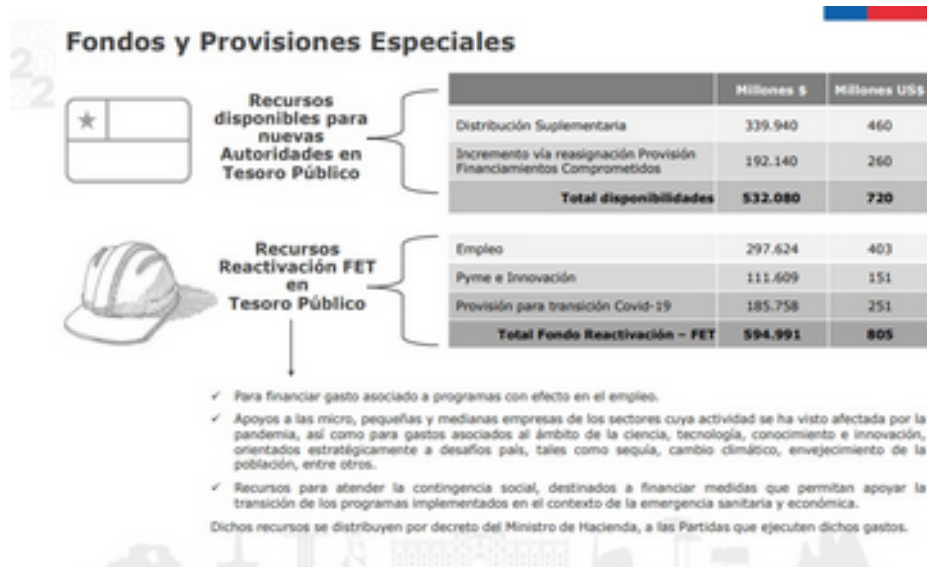 2022
Fondos y Provisiones Especiales
Recursos
disponibles para
nuevas
Autoridades en
Tesoro Público
Millones $ Millones US$
Distribución Suplementaria 339.940 460
Incremento vía reasignación Provisión
Financiamientos Comprometidos 192.140 260
Total disponibilidades 532.080 720
Recursos
Reactivación FET
en
Tesoro Público
Empleo 297.624 403
Pyme e Innovación 111.609 151
Provisión para transición Covid-19 185.758 251
Total Fondo Reactivación – FET 594.991 805
✓ Para financiar gasto asociado a programas con efecto en el empleo.
✓ Apoyos a las micro, pequeñas y medianas empresas de los sectores cuya actividad se ha visto afectada por la
pandemia, así como para gastos asociados al ámbito de la ciencia, tecnología, conocimiento e innovación,
orientados estratégicamente a desafíos país, tales como sequía, cambio climático, envejecimiento de la
población, entre otros.
✓ Recursos para atender la contingencia social, destinados a financiar medidas que permitan apoyar la
transición de los programas implementados en el contexto de la emergencia sanitaria y económica.
Dichos recursos se distribuyen por decreto del Ministro de Hacienda, a las Partidas que ejecuten dichos gastos.